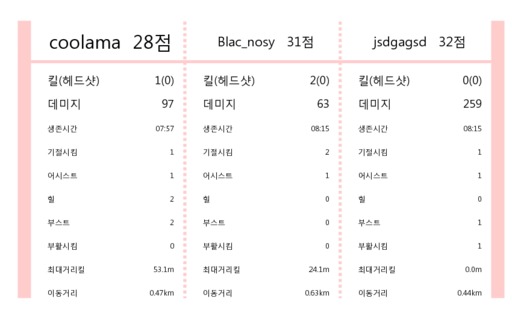 coolama 28점 Blac_nosy 31점 jsdgagsd 32점
킬(헤드샷) 1(0) 킬(헤드샷) 2(0) 킬(헤드샷) 0(0)
데미지 97 데미지 63 데미지 259
생존시간 07:57 생존시간 08:15 생존시간 08:15
기절시킴 1 기절시킴 2 기절시킴 1
어시스트 1 어시스트 1 어시스트 1
힐 2 힐 0 힐 0
부스트 2 부스트 0 부스트 1
부활시킴 0 부활시킴 0 부활시킴 1
최대거리킬 53.1m 최대거리킬 24.1m 최대거리킬 0.0m
이동거리 0.47km 이동거리 0.63km 이동거리 0.44km